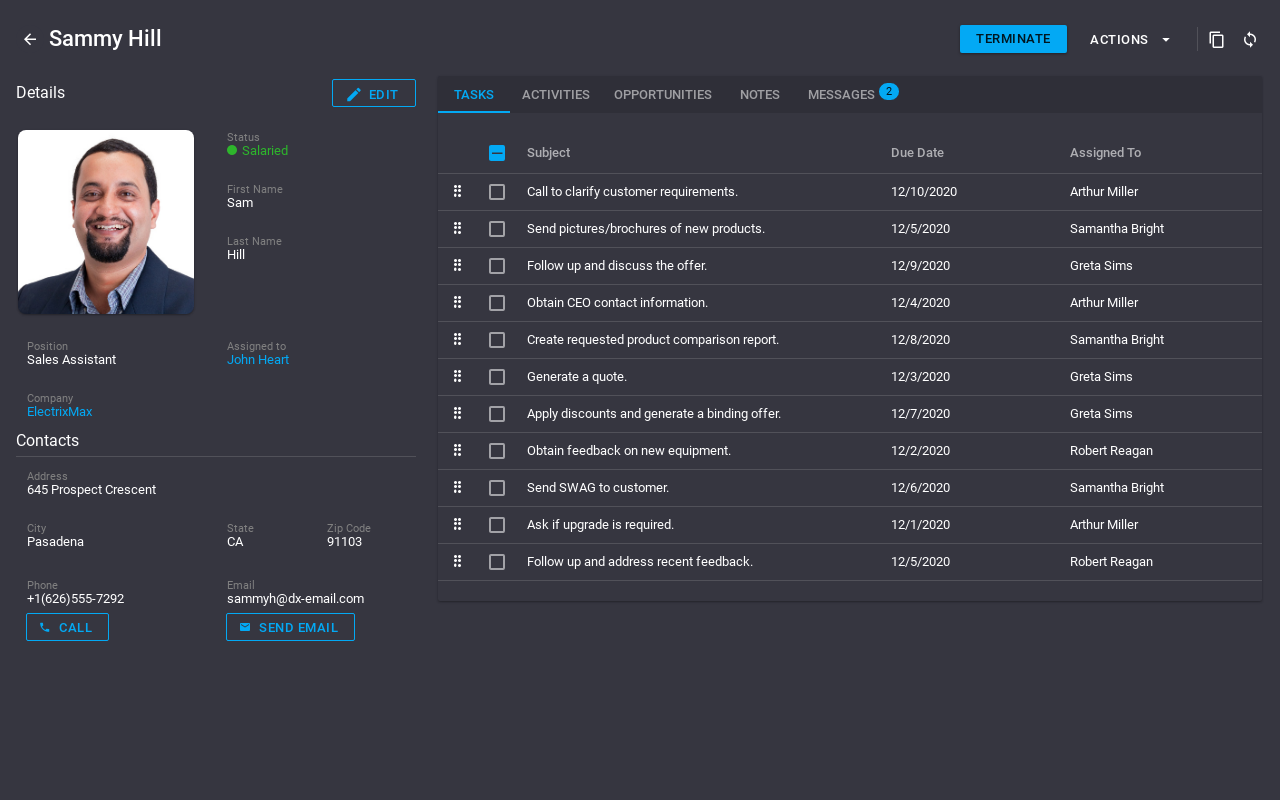 Sammy Hill
TERMINATE
ACTIONS
Details
EDIT
Status
Salaried
First Name
Sam
Last Name
Hill
Position
Sales Assistant
Assigned to
John Heart
Company
ElectrixMax
Contacts
Address
645 Prospect Crescent
City
Pasadena
State
CA
Zip Code
91103
Phone
+1(626)555-7292
Email
sammyh@dx-email.com
CALL
SEND EMAIL
TASKS ACTIVITIES OPPORTUNITIES NOTES MESSAGES 2
Subject Due Date Assigned To
Call to clarify customer requirements. 12/10/2020 Arthur Miller
Send pictures/brochures of new products. 12/5/2020 Samantha Bright
Follow up and discuss the offer. 12/9/2020 Greta Sims
Obtain CEO contact information. 12/4/2020 Arthur Miller
Create requested product comparison report. 12/8/2020 Samantha Bright
Generate a quote. 12/3/2020 Greta Sims
Apply discounts and generate a binding offer. 12/7/2020 Greta Sims
Obtain feedback on new equipment. 12/2/2020 Robert Reagan
Send SWAG to customer. 12/6/2020 Samantha Bright
Ask if upgrade is required. 12/1/2020 Arthur Miller
Follow up and address recent feedback. 12/5/2020 Robert Reagan